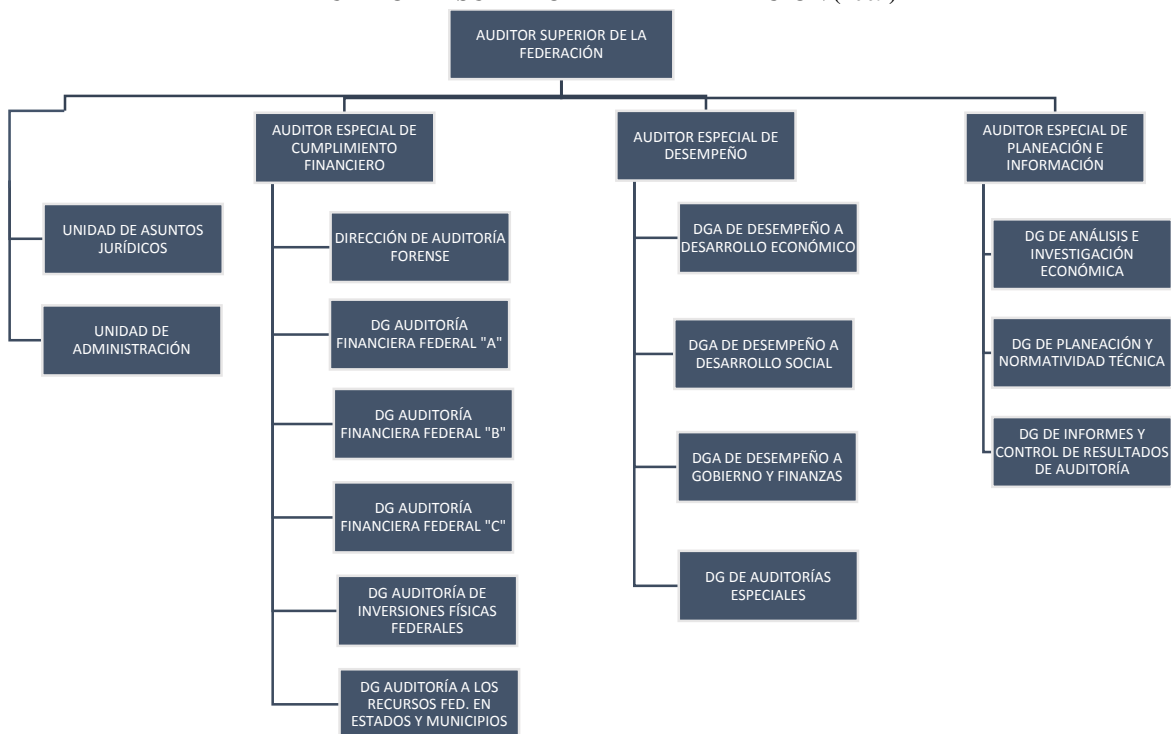 AUDITOR SUPERIOR DE LA
FEDERACIÓN
AUDITOR ESPECIAL DE
CUMPLIMIENTO
FINANCIERO
AUDITOR ESPECIAL DE
DESEMPEÑO
AUDITOR ESPECIAL DE
PLANEACIÓN E
INFORMACIÓN
UNIDAD DE ASUNTOS
JURÍDICOS
UNIDAD DE
ADMINISTRACIÓN
DIRECCIÓN DE AUDITORÍA
FORENSE
DG AUDITORÍA
FINANCIERA FEDERAL "A"
DG AUDITORÍA
FINANCIERA FEDERAL "B"
DG AUDITORÍA
FINANCIERA FEDERAL "C"
DG AUDITORÍA DE
INVERSIONES FÍSICAS
FEDERALES
DG AUDITORÍA A LOS
RECURSOS FED. EN
ESTADOS Y MUNICIPIOS
DGA DE DESEMPEÑO A
DESARROLLO ECONÓMICO
DGA DE DESEMPEÑO A
DESARROLLO SOCIAL
DGA DE DESEMPEÑO A
GOBIERNO Y FINANZAS
DG DE AUDITORÍAS
ESPECIALES
DG DE ANÁLISIS E
INVESTIGACIÓN
ECONÓMICA
DG DE PLANEACIÓN Y
NORMATIVIDAD TÉCNICA
DG DE INFORMES Y
CONTROL DE RESULTADOS
DE AUDITORÍA